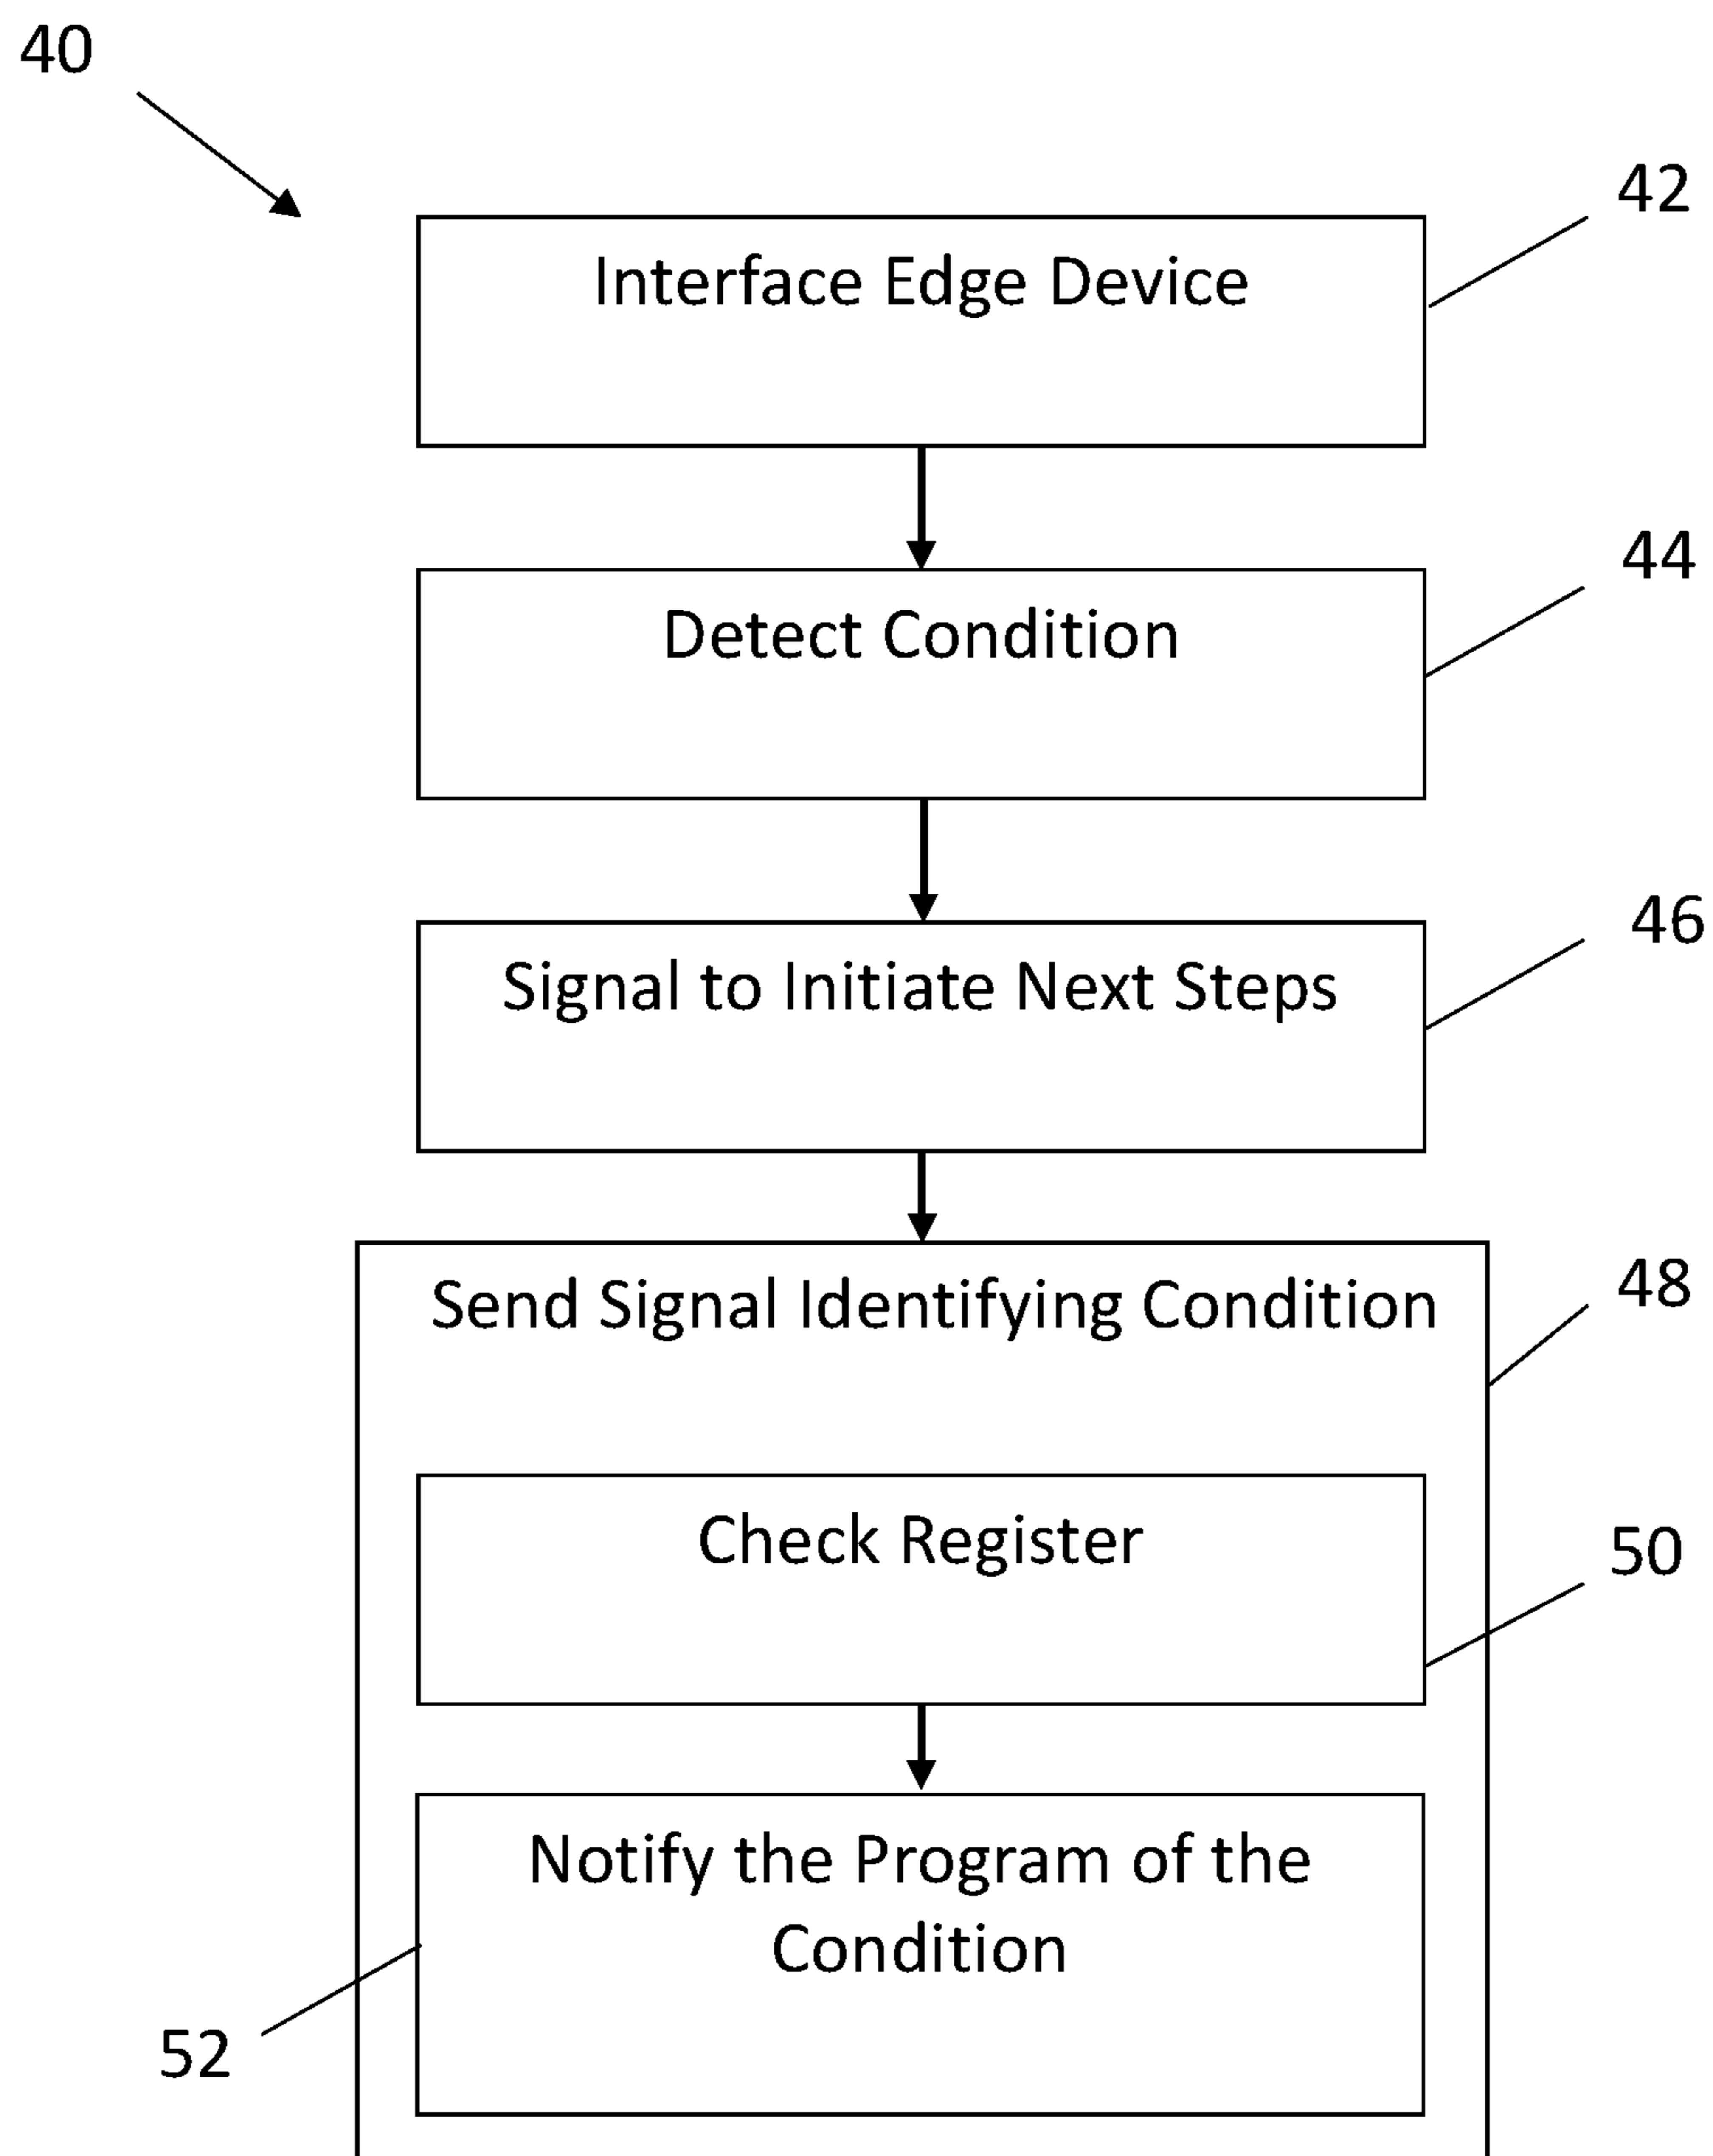 40
42
Interface Edge Device
44
Detect Condition
46
Signal to Initiate Next Steps
48
Send Signal Identifying Condition
Check Register
50
Notify the Program of the
Condition
52